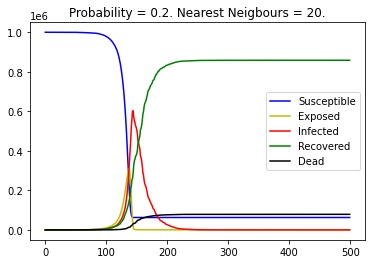 Probability = 0.2. Nearest Neigbours = 20.
1e6
1.0
0.8
0.6
0.4
0.2
0.0
Susceptible
Exposed
Infected
Recovered
Dead
0 100 200 300 400 500